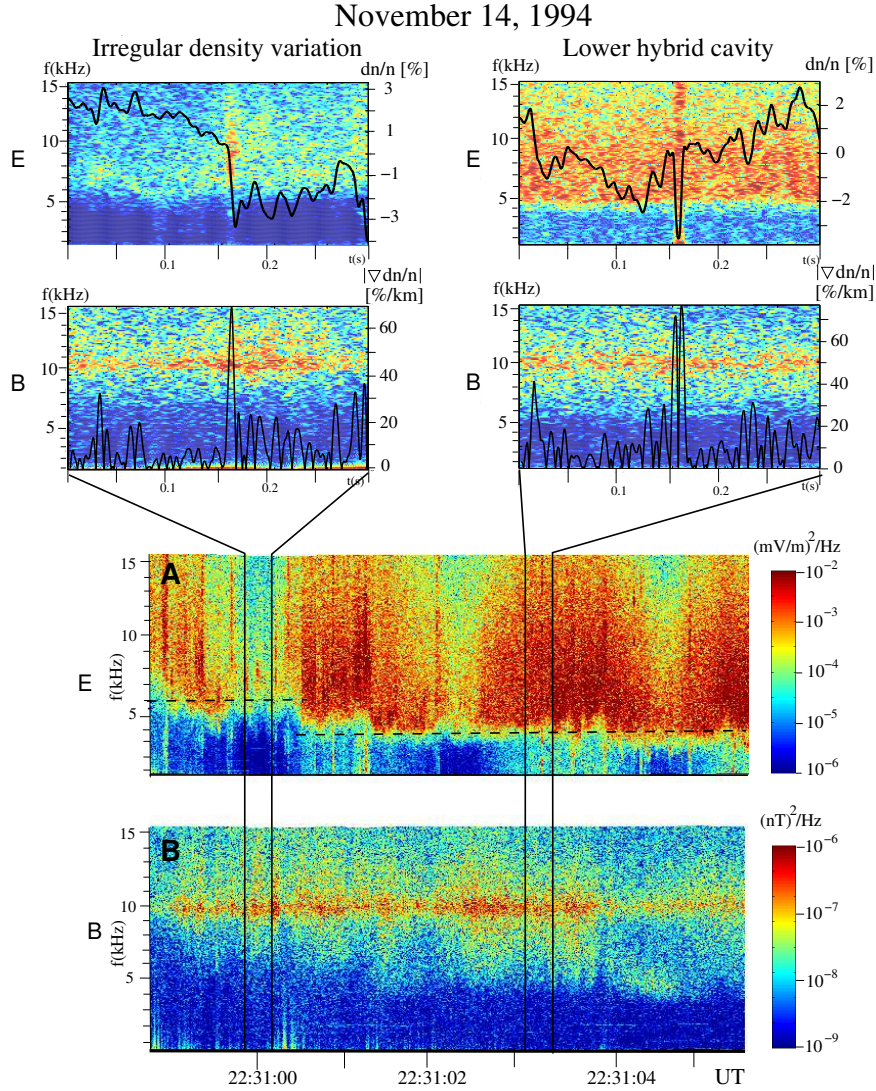 November 14, 1994
Irregular density variation
Lower hybrid cavity
f(kHz)
dn/n [%]
15
10
5
E
3
1
−1
−3
0.1
0.2
t(s)
f(kHz)
dn/n [%]
15
10
5
E
2
0
−2
0.1
0.2
t(s)
f(kHz)
|▽dn/n|
[%/km]
15
10
5
B
60
40
20
0
0.1
0.2
t(s)
f(kHz)
|▽dn/n|
[%/km]
15
10
5
B
60
40
20
0
0.1
0.2
t(s)
A
15
10
5
f(kHz)
E
(mV/m)²/Hz
10⁻²
10⁻³
10⁻⁴
10⁻⁵
10⁻⁶
B
15
10
5
f(kHz)
B
(nT)²/Hz
10⁻⁶
10⁻⁷
10⁻⁸
10⁻⁹
22:31:00
22:31:02
22:31:04
UT